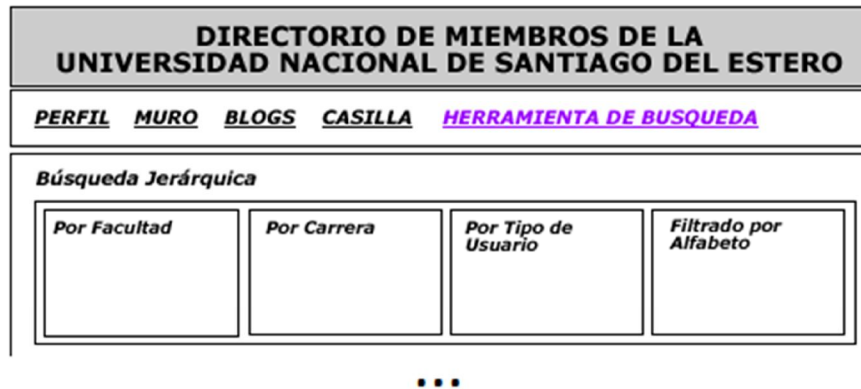 DIRECTORIO DE MIEMBROS DE LA
UNIVERSIDAD NACIONAL DE SANTIAGO DEL ESTERO
PERFIL MURO BLOGS CASILLA HERRAMIENTA DE BUSQUEDA
Búsqueda Jerárquica
Por Facultad
Por Carrera
Por Tipo de
Usuario
Filtrado por
Alfabeto
...